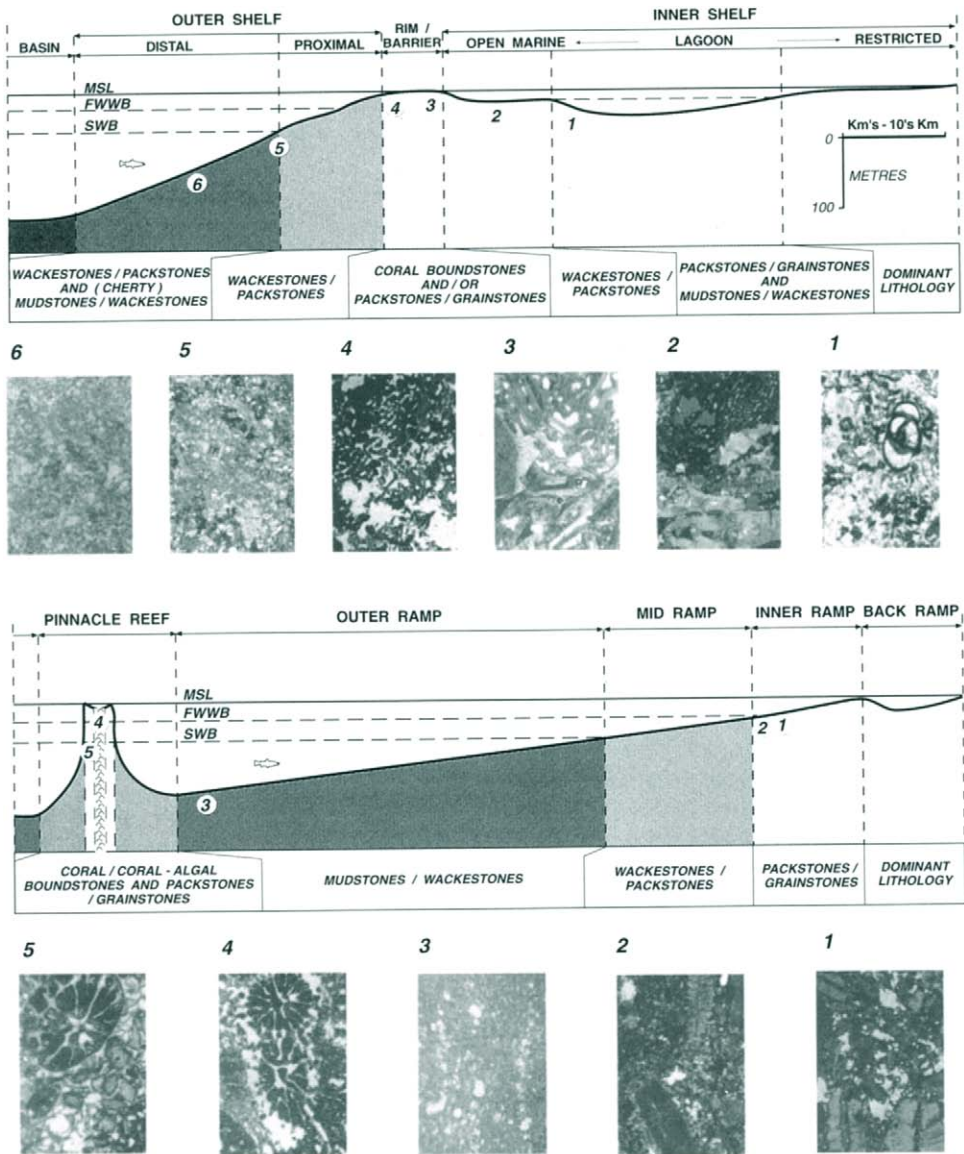 OUTER SHELF
RIM / BARRIER
INNER SHELF
BASIN
DISTAL
PROXIMAL
OPEN MARINE
LAGOON
RESTRICTED
MSL
FWWB
SWB
4
3
2
1
5
6
Km's - 10's Km
0
METRES
100
WACKESTONES / PACKSTONES
AND ( CHERTY )
MUDSTONES / WACKESTONES
WACKESTONES /
PACKSTONES
CORAL BOUNDSTONES
AND / OR
PACKSTONES / GRAINSTONES
WACKESTONES /
PACKSTONES
PACKSTONES / GRAINSTONES
AND
MUDSTONES / WACKESTONES
DOMINANT
LITHOLOGY
6
5
4
3
2
1
PINNACLE REEF
OUTER RAMP
MID RAMP
INNER RAMP
BACK RAMP
MSL
FWWB
SWB
4
5
3
2
1
CORAL / CORAL - ALGAL
BOUNDSTONES AND PACKSTONES
/ GRAINSTONES
MUDSTONES / WACKESTONES
WACKESTONES /
PACKSTONES
PACKSTONES /
GRAINSTONES
DOMINANT
LITHOLOGY
5
4
3
2
1